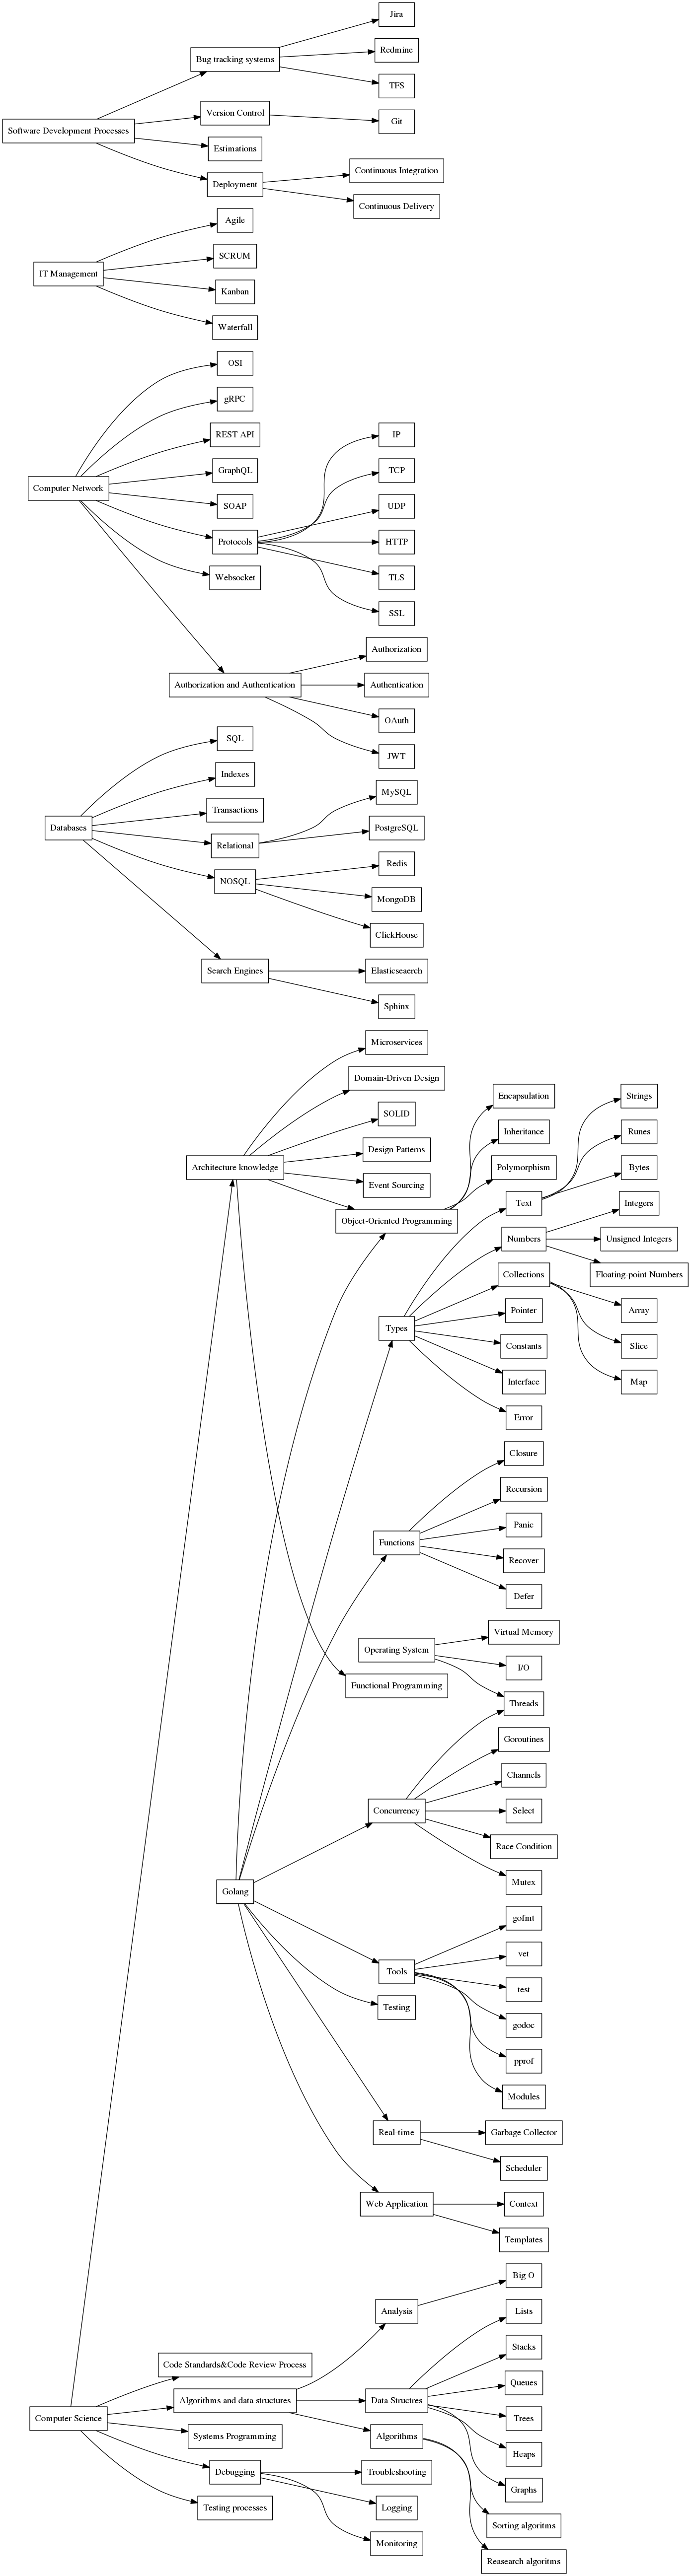 Jira
Bug tracking systems
Redmine
TFS
Version Control
Git
Software Development Processes
Estimations
Continuous Integration
Deployment
Continuous Delivery
Agile
SCRUM
IT Management
Kanban
Waterfall
OSI
gRPC
REST API
IP
GraphQL
TCP
Computer Network
SOAP
UDP
Protocols
HTTP
Websocket
TLS
SSL
Authorization
Authorization and Authentication
Authentication
OAuth
SQL
JWT
Indexes
MySQL
Transactions
Databases
PostgreSQL
Relational
Redis
NOSQL
MongoDB
ClickHouse
Search Engines
Elasticseaerch
Sphinx
Microservices
Domain-Driven Design
Encapsulation
Strings
SOLID
Inheritance
Runes
Design Patterns
Architecture knowledge
Polymorphism
Bytes
Event Sourcing
Text
Integers
Object-Oriented Programming
Numbers
Unsigned Integers
Collections
Floating-point Numbers
Pointer
Array
Types
Constants
Slice
Interface
Map
Error
Closure
Recursion
Panic
Functions
Recover
Defer
Virtual Memory
Operating System
I/O
Functional Programming
Threads
Goroutines
Channels
Concurrency
Select
Race Condition
Mutex
Golang
gofmt
vet
Tools
test
Testing
godoc
pprof
Modules
Real-time
Garbage Collector
Scheduler
Web Application
Context
Templates
Big O
Analysis
Lists
Stacks
Code Standards&Code Review Process
Queues
Algorithms and data structures
Data Structres
Computer Science
Trees
Systems Programming
Algorithms
Heaps
Debugging
Troubleshooting
Graphs
Testing processes
Logging
Sorting algoritms
Monitoring
Reasearch algoritms